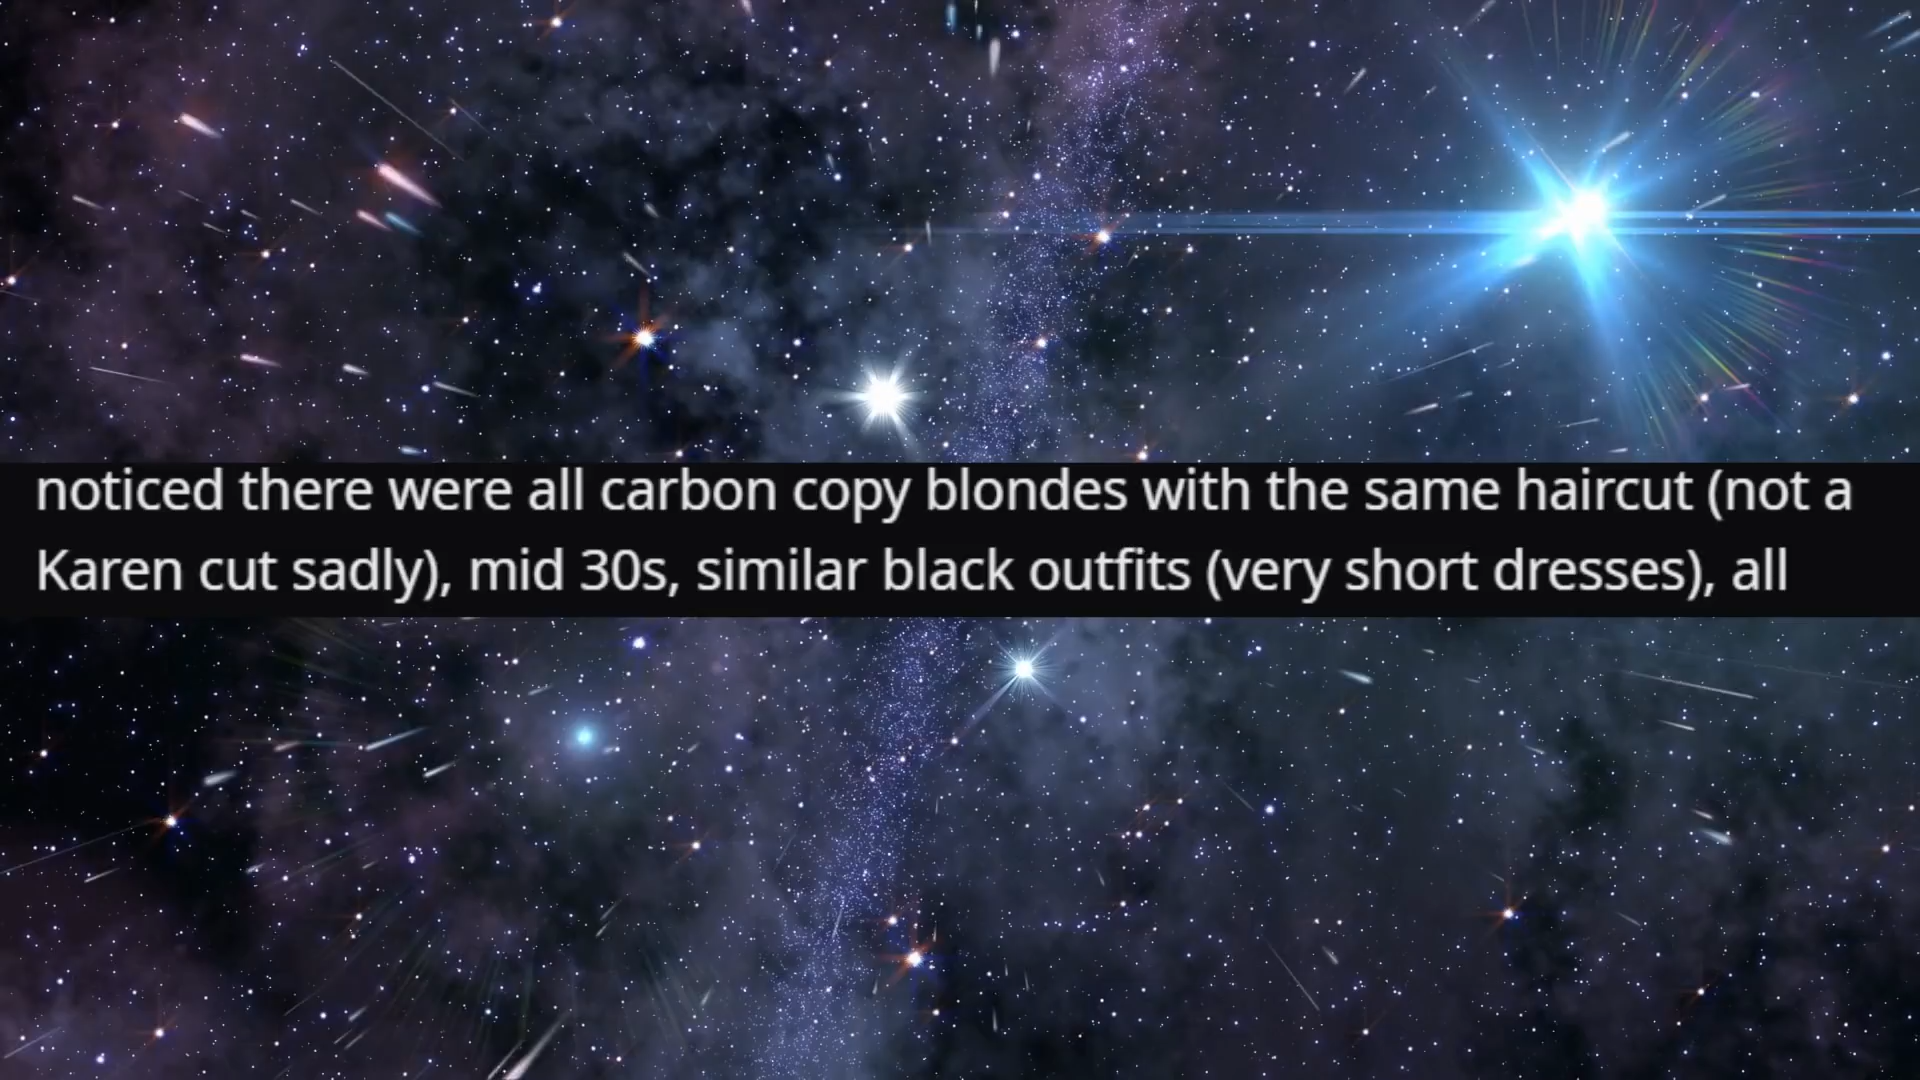 noticed there were all carbon copy blondes with the same haircut (not a
Karen cut sadly), mid 30s, similar black outfits (very short dresses), all